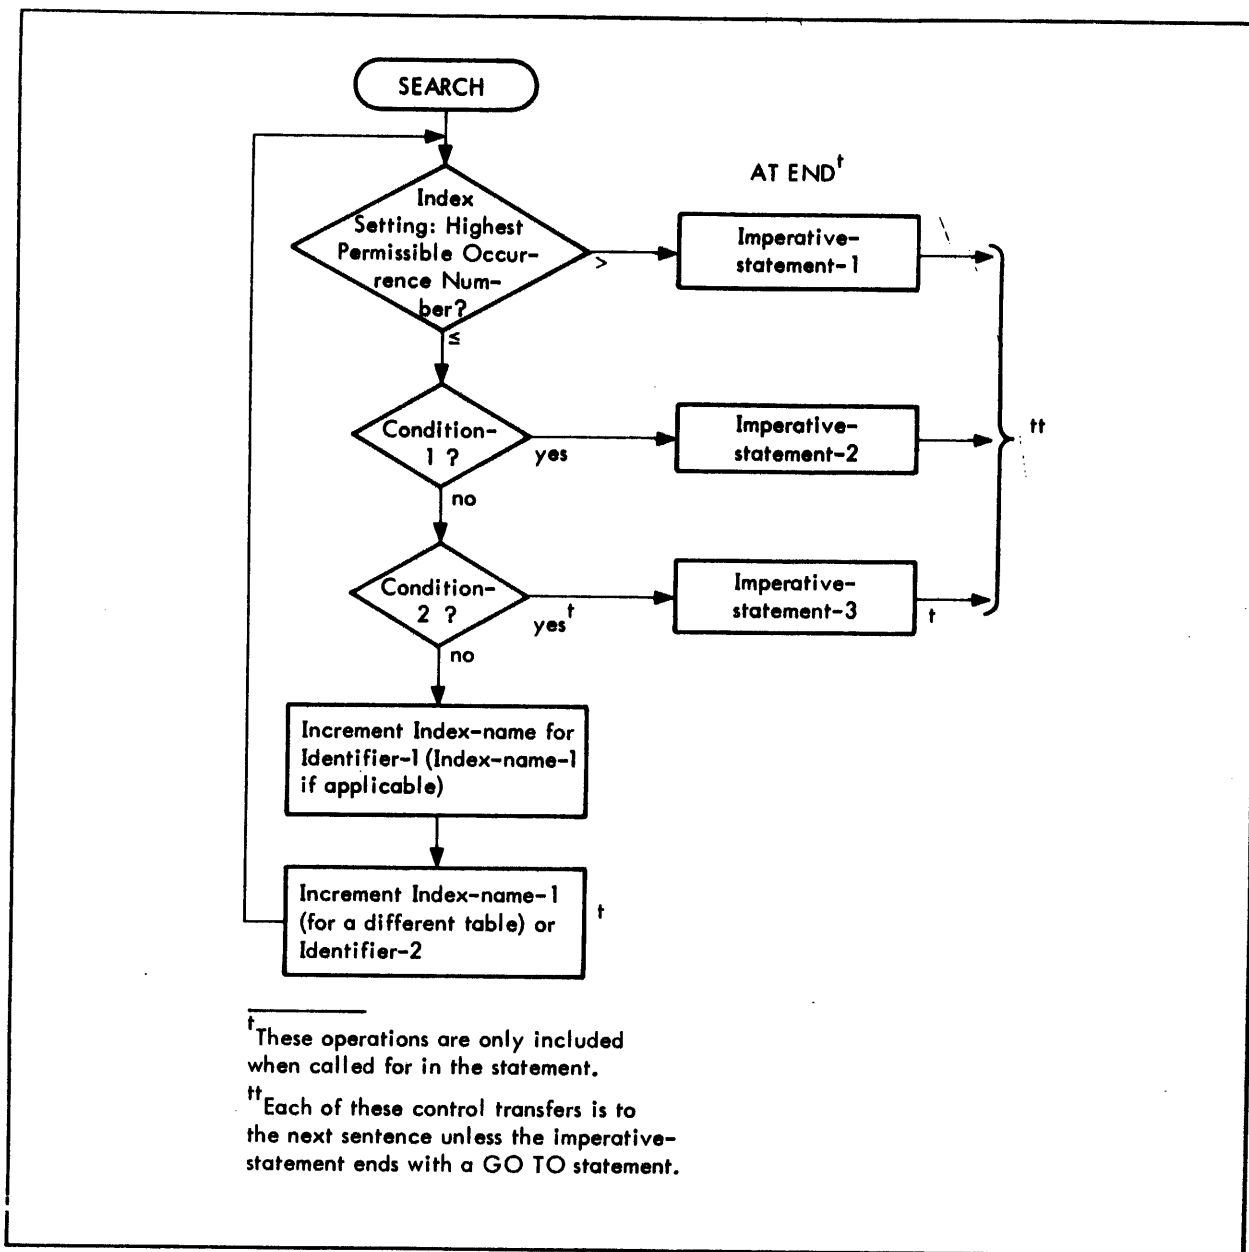 SEARCH
AT END†
Index
Setting: Highest
Permissible Occur-
rence Num-
ber?
>
Imperative-
statement-1
≤
Condition-
1 ?
yes
Imperative-
statement-2
††
no
Condition-
2 ?
yes†
Imperative-
statement-3
†
no
Increment Index-name for
Identifier-1 (Index-name-1
if applicable)
Increment Index-name-1
(for a different table) or
Identifier-2
†
†These operations are only included
when called for in the statement.
††Each of these control transfers is to
the next sentence unless the imperative-
statement ends with a GO TO statement.